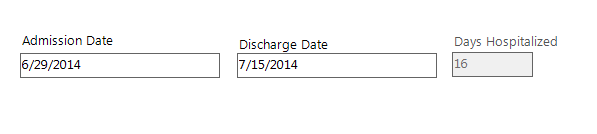 Admission Date
Discharge Date
Days Hospitalized
6/29/2014
7/15/2014
16